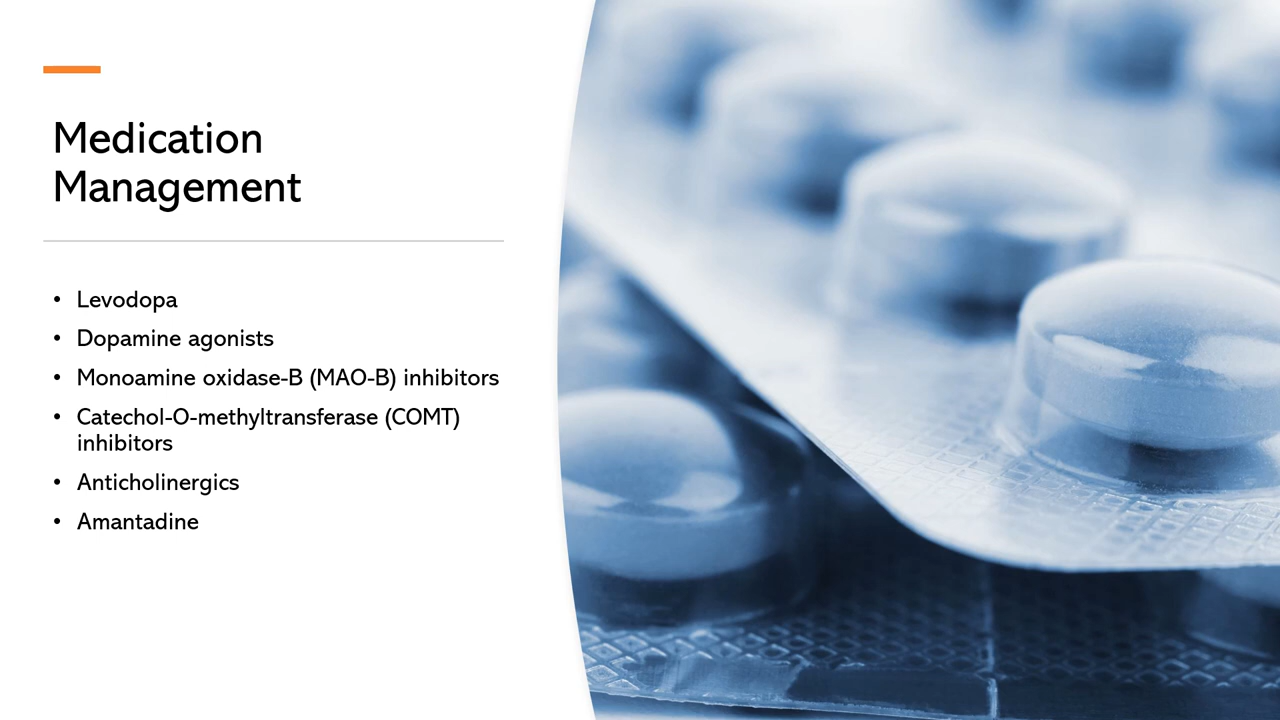 Medication
Management
• Levodopa
• Dopamine agonists
• Monoamine oxidase-B (MAO-B) inhibitors
• Catechol-O-methyltransferase (COMT)
inhibitors
• Anticholinergics
• Amantadine